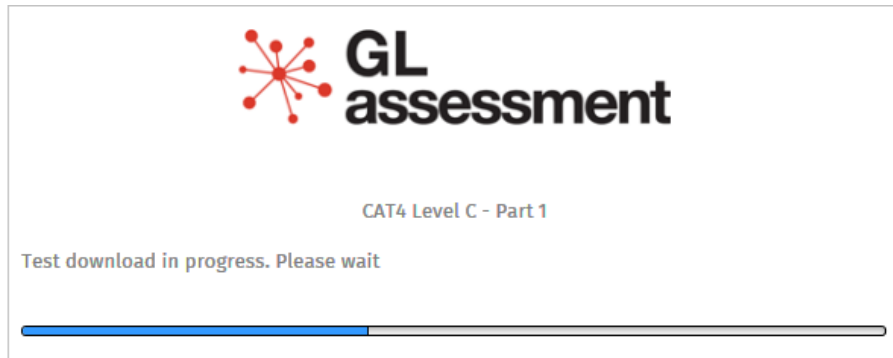 GL
assessment
CAT4 Level C - Part 1
Test download in progress. Please wait